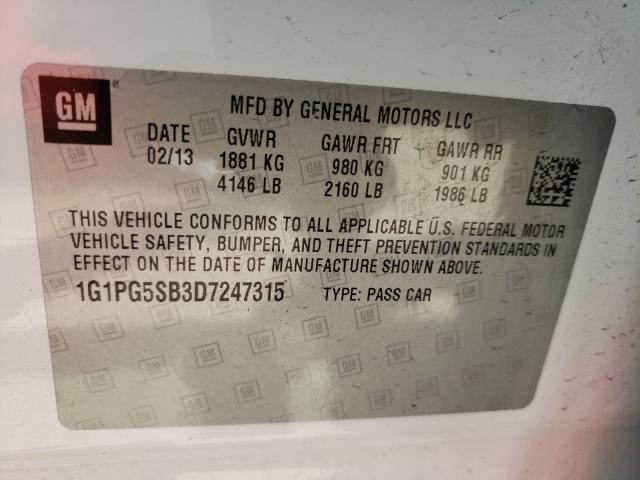 GM ®
MFD BY GENERAL MOTORS LLC
DATE GVWR GAWR FRT GAWR RR
02/13 1881 KG 980 KG 901 KG
4146 LB 2160 LB 1986 LB
THIS VEHICLE CONFORMS TO ALL APPLICABLE U.S. FEDERAL MOTOR
VEHICLE SAFETY, BUMPER, AND THEFT PREVENTION STANDARDS IN
EFFECT ON THE DATE OF MANUFACTURE SHOWN ABOVE.
1G1PG5SB3D7247315 TYPE: PASS CAR